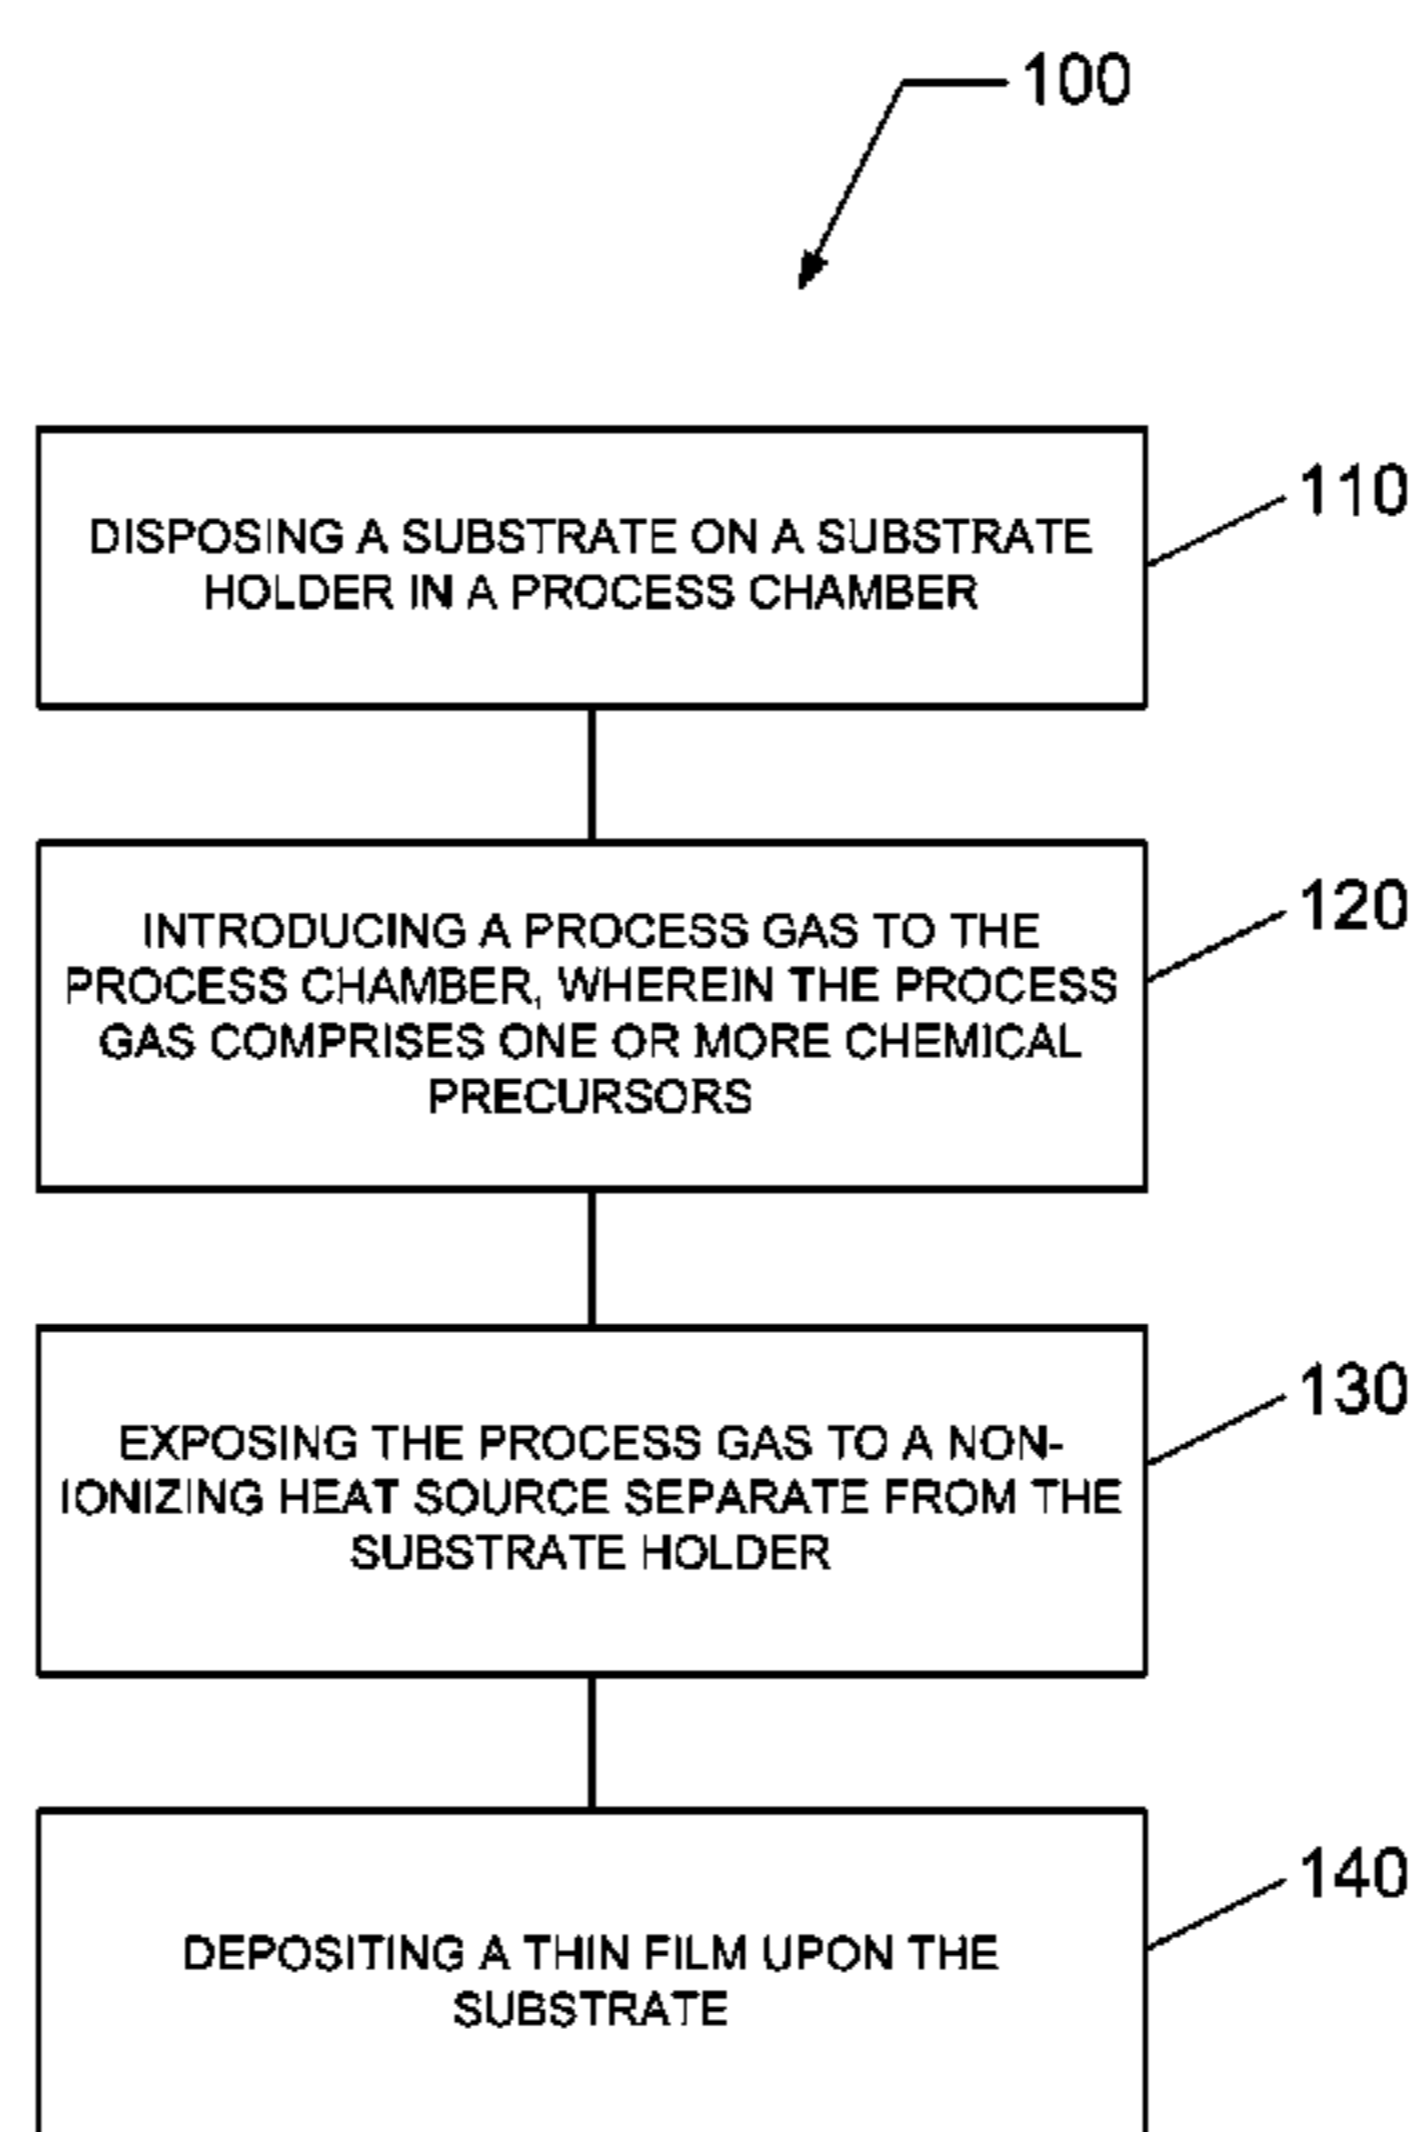 100
DISPOSING A SUBSTRATE ON A SUBSTRATE
HOLDER IN A PROCESS CHAMBER
110
INTRODUCING A PROCESS GAS TO THE
PROCESS CHAMBER, WHEREIN THE PROCESS
GAS COMPRISES ONE OR MORE CHEMICAL
PRECURSORS
120
EXPOSING THE PROCESS GAS TO A NON-
IONIZING HEAT SOURCE SEPARATE FROM THE
SUBSTRATE HOLDER
130
DEPOSITING A THIN FILM UPON THE
SUBSTRATE
140